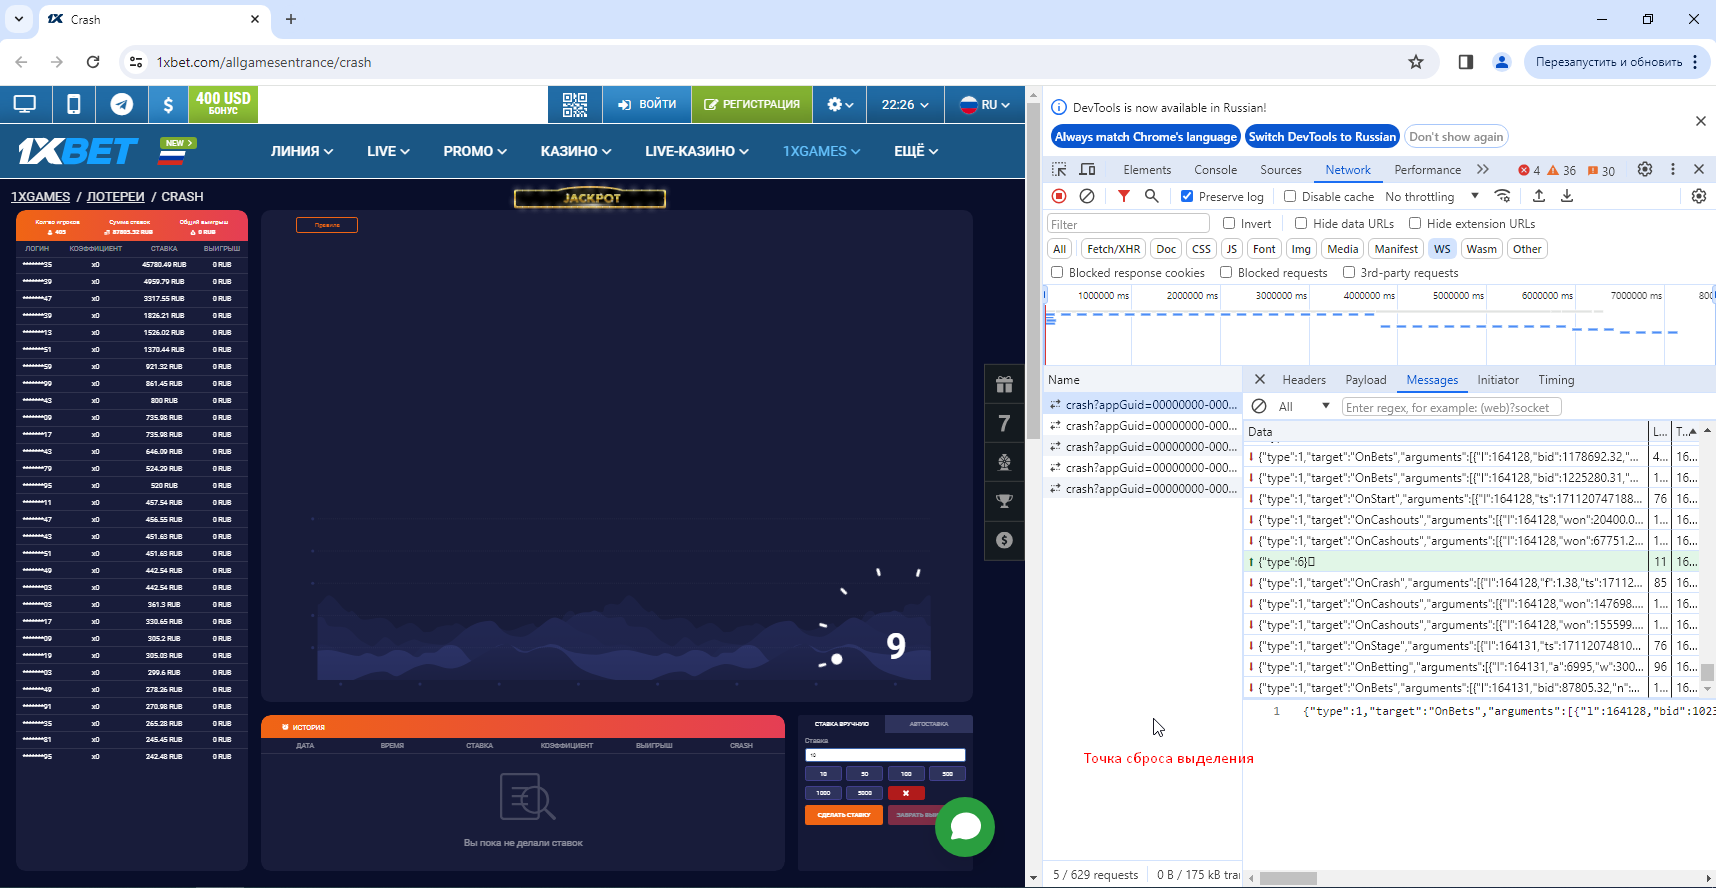 Crash
1xbet.com/allgamesentrance/crash
Перезапустить и обновить
400 USD
БОНУС
ВОЙТИ
РЕГИСТРАЦИЯ
22:26
RU
1XBET
NEW
ЛИНИЯ
LIVE
PROMO
КАЗИНО
LIVE-КАЗИНО
1XGAMES
ЕЩЁ
1XGAMES / ЛОТЕРЕИ / CRASH
JACKPOT
Кол-во игроков
Сумма ставок
Общий выигрыш
403
87805.32 RUB
0 RUB
ЛОГИН КОЭФФИЦИЕНТ СТАВКА ВЫИГРЫШ
*******35 x0 45780.49 RUB 0 RUB
*******39 x0 4959.79 RUB 0 RUB
*******47 x0 3317.55 RUB 0 RUB
*******39 x0 1826.21 RUB 0 RUB
*******13 x0 1526.02 RUB 0 RUB
*******51 x0 1370.44 RUB 0 RUB
*******59 x0 921.32 RUB 0 RUB
*******99 x0 861.45 RUB 0 RUB
*******43 x0 800 RUB 0 RUB
*******09 x0 735.98 RUB 0 RUB
*******17 x0 735.98 RUB 0 RUB
*******43 x0 646.09 RUB 0 RUB
*******79 x0 524.29 RUB 0 RUB
*******95 x0 520 RUB 0 RUB
*******11 x0 457.54 RUB 0 RUB
*******47 x0 456.55 RUB 0 RUB
*******43 x0 451.63 RUB 0 RUB
*******51 x0 451.63 RUB 0 RUB
*******49 x0 442.54 RUB 0 RUB
*******03 x0 442.54 RUB 0 RUB
*******03 x0 361.3 RUB 0 RUB
*******17 x0 330.65 RUB 0 RUB
*******09 x0 305.2 RUB 0 RUB
*******19 x0 305.03 RUB 0 RUB
*******03 x0 299.6 RUB 0 RUB
*******49 x0 278.26 RUB 0 RUB
*******91 x0 270.98 RUB 0 RUB
*******35 x0 265.28 RUB 0 RUB
*******81 x0 245.45 RUB 0 RUB
*******95 x0 242.48 RUB 0 RUB
Правила
9
7
ИСТОРИЯ
ДАТА ВРЕМЯ СТАВКА КОЭФФИЦИЕНТ ВЫИГРЫШ CRASH
Вы пока не делали ставок
СТАВКА ВРУЧНУЮ
АВТОСТАВКА
Ставка
10
10 50 100 500
1000 5000
СДЕЛАТЬ СТАВКУ
ЗАБРАТЬ ВЫИ
DevTools is now available in Russian!
Always match Chrome's language
Switch DevTools to Russian
Don't show again
Elements Console Sources Network Performance
4 36 30
Preserve log
Disable cache
No throttling
Filter
Invert
Hide data URLs
Hide extension URLs
All Fetch/XHR Doc CSS JS Font Img Media Manifest WS Wasm Other
Blocked response cookies
Blocked requests
3rd-party requests
1000000 ms 2000000 ms 3000000 ms 4000000 ms 5000000 ms 6000000 ms 7000000 ms 800
Name
crash?appGuid=00000000-000...
crash?appGuid=00000000-000...
crash?appGuid=00000000-000...
crash?appGuid=00000000-000...
crash?appGuid=00000000-000...
Headers Payload Messages Initiator Timing
All
Enter regex, for example: (web)?socket
Data L... T...
{"type":1,"target":"OnBets","arguments":[{"l":164128,"bid":1178692.32,"... 4... 16...
{"type":1,"target":"OnBets","arguments":[{"l":164128,"bid":1225280.31,"... 1... 16...
{"type":1,"target":"OnStart","arguments":[{"l":164128,"ts":171120747188... 76 16...
{"type":1,"target":"OnCashouts","arguments":[{"l":164128,"won":20400.0... 1... 16...
{"type":1,"target":"OnCashouts","arguments":[{"l":164128,"won":67751.2... 1... 16...
{"type":6}▯ 11 16...
{"type":1,"target":"OnCrash","arguments":[{"l":164128,"f":1.38,"ts":17112... 85 16...
{"type":1,"target":"OnCashouts","arguments":[{"l":164128,"won":147698.... 1... 16...
{"type":1,"target":"OnCashouts","arguments":[{"l":164128,"won":155599.... 1... 16...
{"type":1,"target":"OnStage","arguments":[{"l":164131,"ts":17112074810... 76 16...
{"type":1,"target":"OnBetting","arguments":[{"l":164131,"a":6995,"w":300... 96 16...
{"type":1,"target":"OnBets","arguments":[{"l":164131,"bid":87805.32,"n":... 1... 16...
1 {"type":1,"target":"OnBets","arguments":[{"l":164128,"bid":1023
Точка сброса выделения
5 / 629 requests
0 B / 175 kB trai